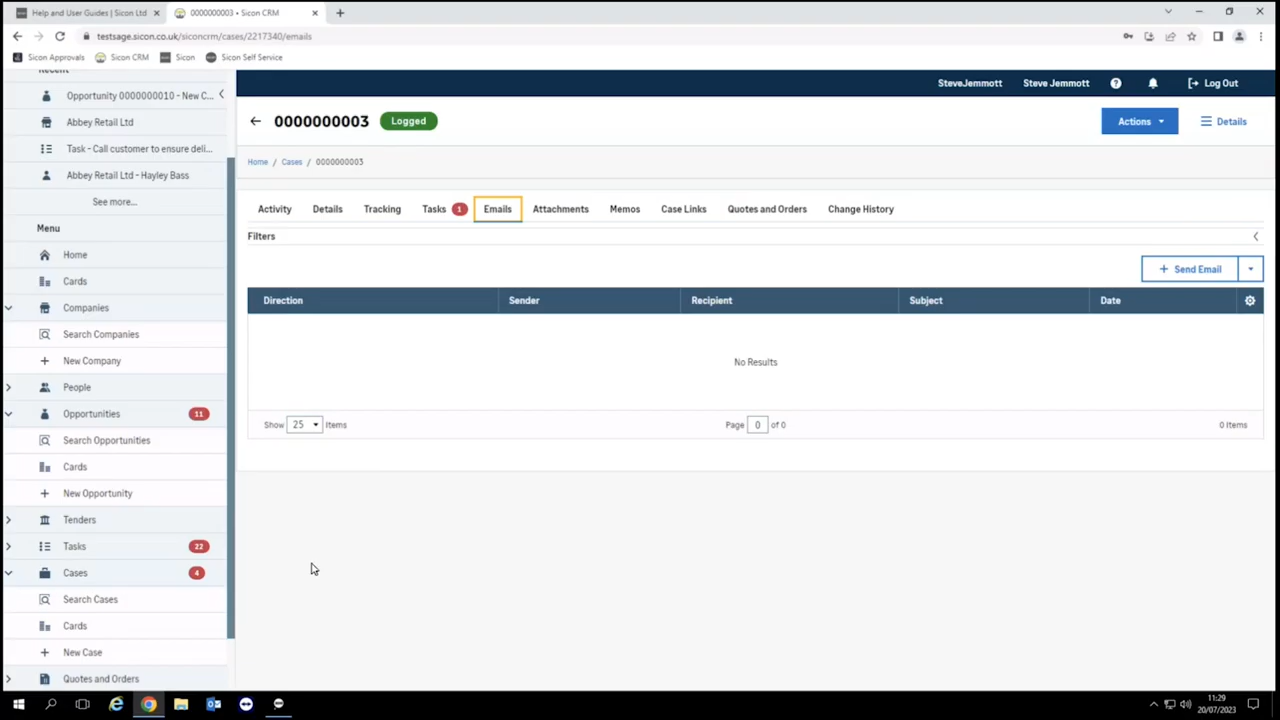 Help and User Guides | Sicon Ltd
0000000003 • Sicon CRM
testsage.sicon.co.uk/siconcrm/cases/2217340/emails
Sicon Approvals
Sicon CRM
Sicon
Sicon Self Service
Recent
Opportunity 0000000010 - New C...
Abbey Retail Ltd
Task - Call customer to ensure deli...
Abbey Retail Ltd - Hayley Bass
See more...
Menu
Home
Cards
Companies
Search Companies
New Company
People
Opportunities 11
Search Opportunities
Cards
New Opportunity
Tenders
Tasks 22
Cases 4
Search Cases
Cards
New Case
Quotes and Orders
SteveJemmott
Steve Jemmott
Log Out
0000000003
Logged
Actions
Details
Home / Cases / 0000000003
Activity
Details
Tracking
Tasks 1
Emails
Attachments
Memos
Case Links
Quotes and Orders
Change History
Filters
+ Send Email
Direction
Sender
Recipient
Subject
Date
No Results
Show 25 Items
Page 0 of 0
0 Items
11:29
20/07/2023